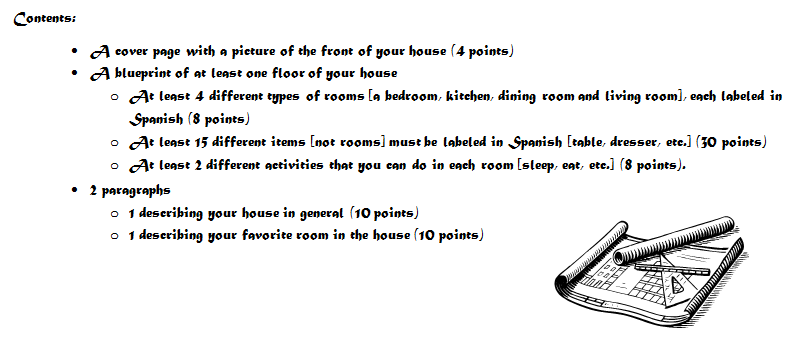 Contents:
• A cover page with a picture of the front of your house (4 points)
• A blueprint of at least one floor of your house
o At least 4 different types of rooms [a bedroom, kitchen, dining room and living room], each labeled in
Spanish (8 points)
o At least 15 different items [not rooms] must be labeled in Spanish [table, dresser, etc.] (30 points)
o At least 2 different activities that you can do in each room [sleep, eat, etc.] (8 points).
• 2 paragraphs
o 1 describing your house in general (10 points)
o 1 describing your favorite room in the house (10 points)